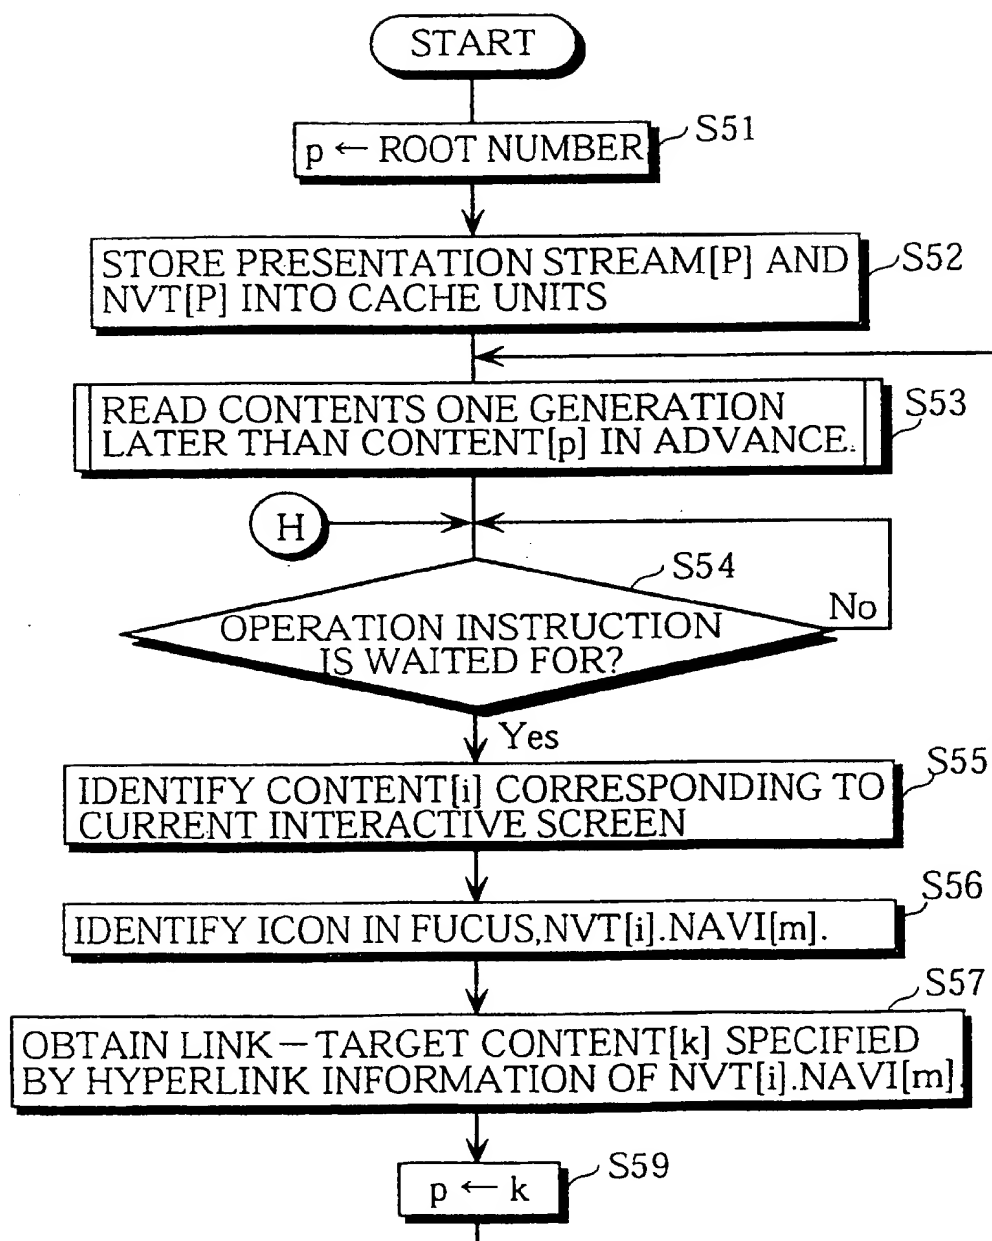 START
S51
p ← ROOT NUMBER
S52
STORE PRESENTATION STREAM[P] AND
NVT[P] INTO CACHE UNITS
S53
READ CONTENTS ONE GENERATION
LATER THAN CONTENT[p] IN ADVANCE.
H
S54
No
OPERATION INSTRUCTION
IS WAITED FOR?
Yes
S55
IDENTIFY CONTENT[i] CORRESPONDING TO
CURRENT INTERACTIVE SCREEN
S56
IDENTIFY ICON IN FUCUS,NVT[i].NAVI[m].
S57
OBTAIN LINK－TARGET CONTENT[k] SPECIFIED
BY HYPERLINK INFORMATION OF NVT[i].NAVI[m].
S59
p ← k